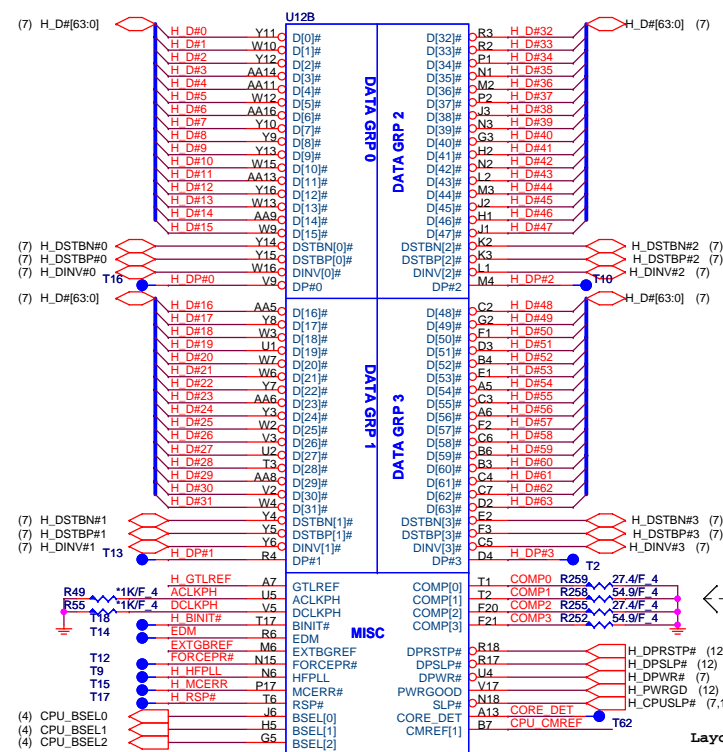 U12B
(7) H_D#[63:0] H_D#[63:0] (7)
H_D#0 Y11 D[0]# D[32]# R3 H_D#32
H_D#1 W10 D[1]# D[33]# R2 H_D#33
H_D#2 Y12 D[2]# D[34]# P1 H_D#34
H_D#3 AA14 D[3]# D[35]# N1 H_D#35
H_D#4 AA11 D[4]# D[36]# M2 H_D#36
H_D#5 W12 D[5]# D[37]# P2 H_D#37
H_D#6 AA16 D[6]# D[38]# J3 H_D#38
H_D#7 Y10 D[7]# D[39]# N3 H_D#39
H_D#8 Y9 D[8]# D[40]# G3 H_D#40
H_D#9 Y13 D[9]# D[41]# H2 H_D#41
H_D#10 W15 D[10]# D[42]# N2 H_D#42
H_D#11 AA13 D[11]# D[43]# L2 H_D#43
H_D#12 Y16 D[12]# D[44]# M3 H_D#44
H_D#13 W13 D[13]# D[45]# J2 H_D#45
H_D#14 AA9 D[14]# D[46]# H1 H_D#46
H_D#15 W9 D[15]# D[47]# J1 H_D#47
DATA GRP 0
DATA GRP 2
(7) H_DSTBN#0 Y14 DSTBN[0]# DSTBN[2]# K2 H_DSTBN#2 (7)
(7) H_DSTBP#0 Y15 DSTBP[0]# DSTBP[2]# K3 H_DSTBP#2 (7)
(7) H_DINV#0 W16 DINV[0]# DINV[2]# L1 H_DINV#2 (7)
T16 H_DP#0 V9 DP#0 DP#2 M4 H_DP#2 T10
(7) H_D#[63:0] H_D#[63:0] (7)
H_D#16 AA5 D[16]# D[48]# C2 H_D#48
H_D#17 Y8 D[17]# D[49]# G2 H_D#49
H_D#18 W3 D[18]# D[50]# F1 H_D#50
H_D#19 U1 D[19]# D[51]# D3 H_D#51
H_D#20 W7 D[20]# D[52]# B4 H_D#52
H_D#21 W6 D[21]# D[53]# E1 H_D#53
H_D#22 Y7 D[22]# D[54]# A5 H_D#54
H_D#23 AA6 D[23]# D[55]# C3 H_D#55
H_D#24 Y3 D[24]# D[56]# A6 H_D#56
H_D#25 W2 D[25]# D[57]# F2 H_D#57
H_D#26 V3 D[26]# D[58]# C6 H_D#58
H_D#27 U2 D[27]# D[59]# B6 H_D#59
H_D#28 T3 D[28]# D[60]# B3 H_D#60
H_D#29 AA8 D[29]# D[61]# C4 H_D#61
H_D#30 V2 D[30]# D[62]# C7 H_D#62
H_D#31 W4 D[31]# D[63]# D2 H_D#63
DATA GRP 1
DATA GRP 3
(7) H_DSTBN#1 Y4 DSTBN[1]# DSTBN[3]# E2 H_DSTBN#3 (7)
(7) H_DSTBP#1 Y5 DSTBP[1]# DSTBP[3]# F3 H_DSTBP#3 (7)
(7) H_DINV#1 Y6 DINV[1]# DINV[3]# C5 H_DINV#3 (7)
T13 H_DP#1 R4 DP#1 DP#3 D4 H_DP#3 T2
H_GTLREF A7 GTLREF COMP[0] T1 COMP0 R259 27.4/F_4
R49 *1K/F_4 ACLKPH U5 ACLKPH COMP[1] T2 COMP1 R258 54.9/F_4
R55 *1K/F_4 DCLKPH V5 DCLKPH COMP[2] F20 COMP2 R255 27.4/F_4
T18 H_BINIT# T17 BINIT# COMP[3] F21 COMP3 R252 54.9/F_4
MISC
T14 EDM R6 EDM
EXTGBREF M6 EXTBGREF DPRSTP# R18 H_DPRSTP# (12
T12 FORCEPR# N15 FORCEPR# DPSLP# R17 H_DPSLP# (12)
T9 H_HFPLL N6 HFPLL DPWR# U4 H_DPWR# (7)
T15 H_MCERR P17 MCERR# PWRGOOD V17 H_PWRGD (12)
T17 H_RSP# T6 RSP# SLP# N18 H_CPUSLP# (7,1
(4) CPU_BSEL0 J6 BSEL[0] CORE_DET A13 CORE_DET
(4) CPU_BSEL1 H5 BSEL[1] CMREF[1] B7 CPU_CMREF T62
(4) CPU_BSEL2 G5 BSEL[2]
Layo